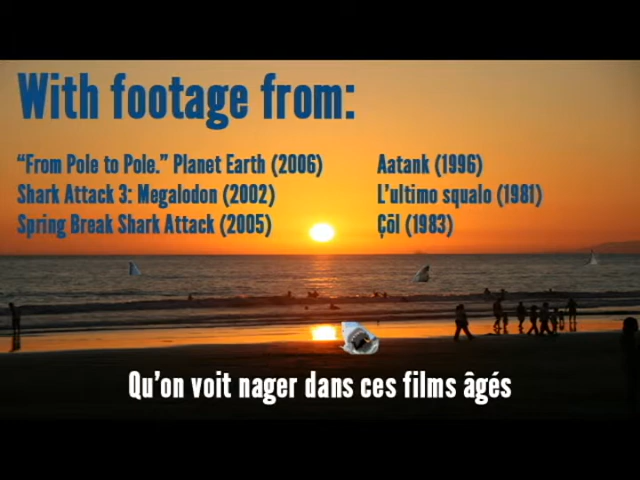 With footage from:
“From Pole to Pole.” Planet Earth (2006)
Shark Attack 3: Megalodon (2002)
Spring Break Shark Attack (2005)
Aatank (1996)
L’ultimo squalo (1981)
Çöl (1983)
Qu’on voit nager dans ces films âgés